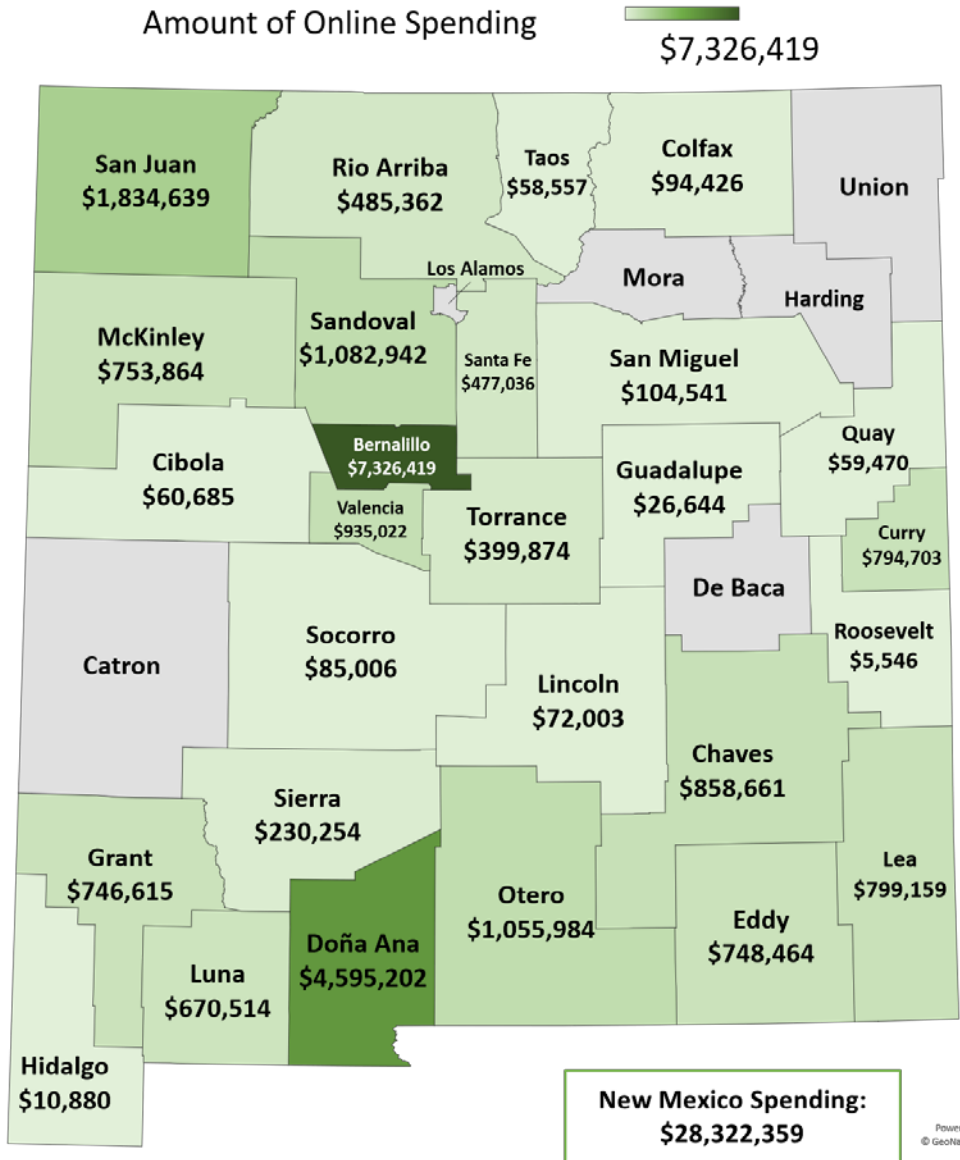 Amount of Online Spending
$7,326,419
San Juan
$1,834,639
Rio Arriba
$485,362
Taos
$58,557
Colfax
$94,426
Union
Los Alamos
Mora
Harding
McKinley
$753,864
Sandoval
$1,082,942
Santa Fe
$477,036
San Miguel
$104,541
Cibola
$60,685
Bernalillo
$7,326,419
Guadalupe
$26,644
Quay
$59,470
Valencia
$935,022
Torrance
$399,874
Curry
$794,703
De Baca
Catron
Socorro
$85,006
Roosevelt
$5,546
Lincoln
$72,003
Chaves
$858,661
Sierra
$230,254
Grant
$746,615
Otero
$1,055,984
Lea
$799,159
Eddy
$748,464
Doña Ana
$4,595,202
Luna
$670,514
Hidalgo
$10,880
New Mexico Spending:
$28,322,359